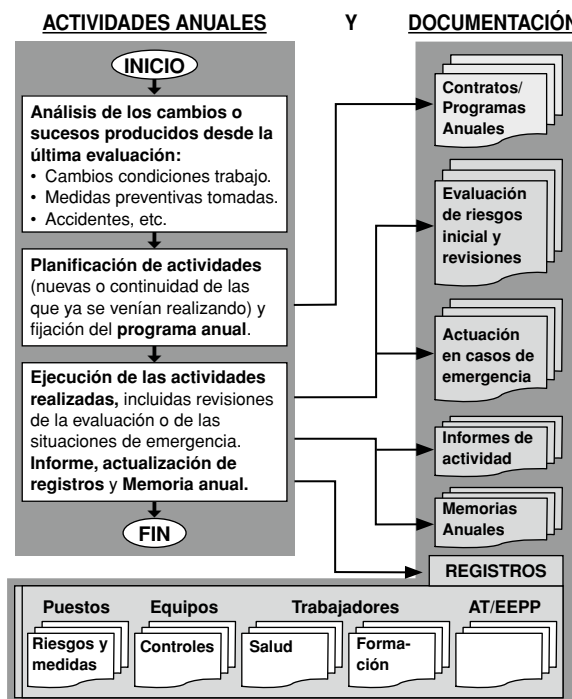 ACTIVIDADES ANUALES Y DOCUMENTACIÓN
INICIO
Análisis de los cambios o
sucesos producidos desde la
última evaluación:
• Cambios condiciones trabajo.
• Medidas preventivas tomadas.
• Accidentes, etc.
Planificación de actividades
(nuevas o continuidad de las
que ya se venían realizando) y
fijación del programa anual.
Ejecución de las actividades
realizadas, incluidas revisiones
de la evaluación o de las
situaciones de emergencia.
Informe, actualización de
registros y Memoria anual.
FIN
Contratos/
Programas
Anuales
Evaluación
de riesgos
inicial y
revisiones
Actuación
en casos de
emergencia
Informes de
actividad
Memorias
Anuales
REGISTROS
Puestos Equipos Trabajadores AT/EEPP
Riesgos y
medidas
Controles
Salud
Forma-
ción